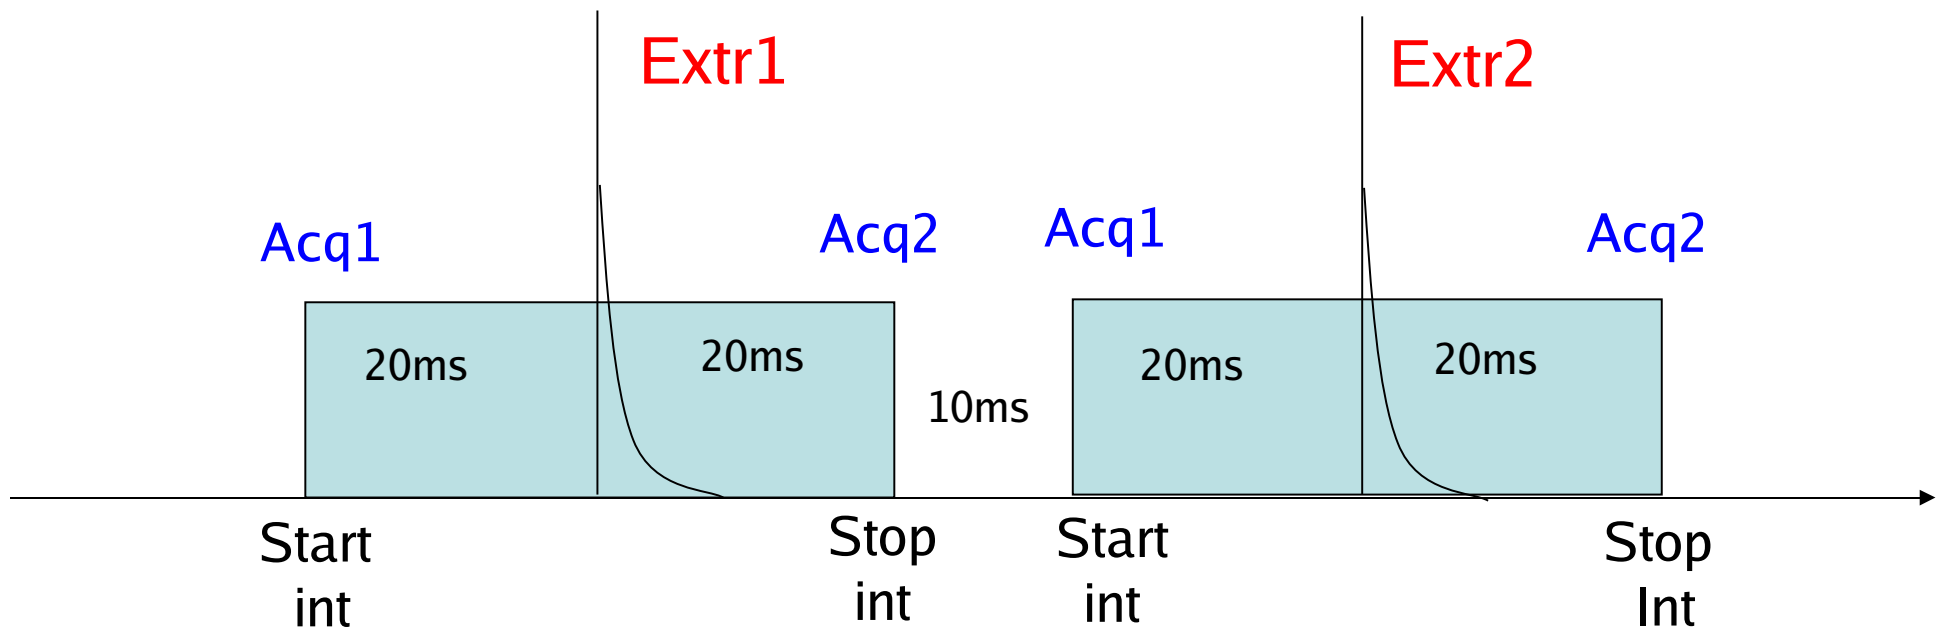 Extr1
Extr2
Acq1
Acq2
Acq1
Acq2
20ms
20ms
10ms
20ms
20ms
Start
int
Stop
int
Start
int
Stop
Int